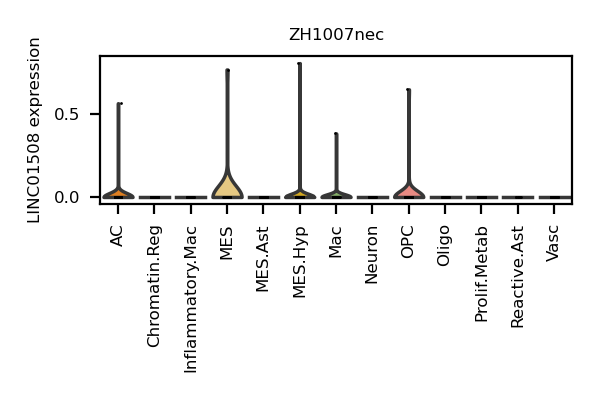 ZH1007nec
LINC01508 expression
0.5
0.0
AC
Chromatin.Reg
Inflammatory.Mac
MES
MES.Ast
MES.Hyp
Mac
Neuron
OPC
Oligo
Prolif.Metab
Reactive.Ast
Vasc